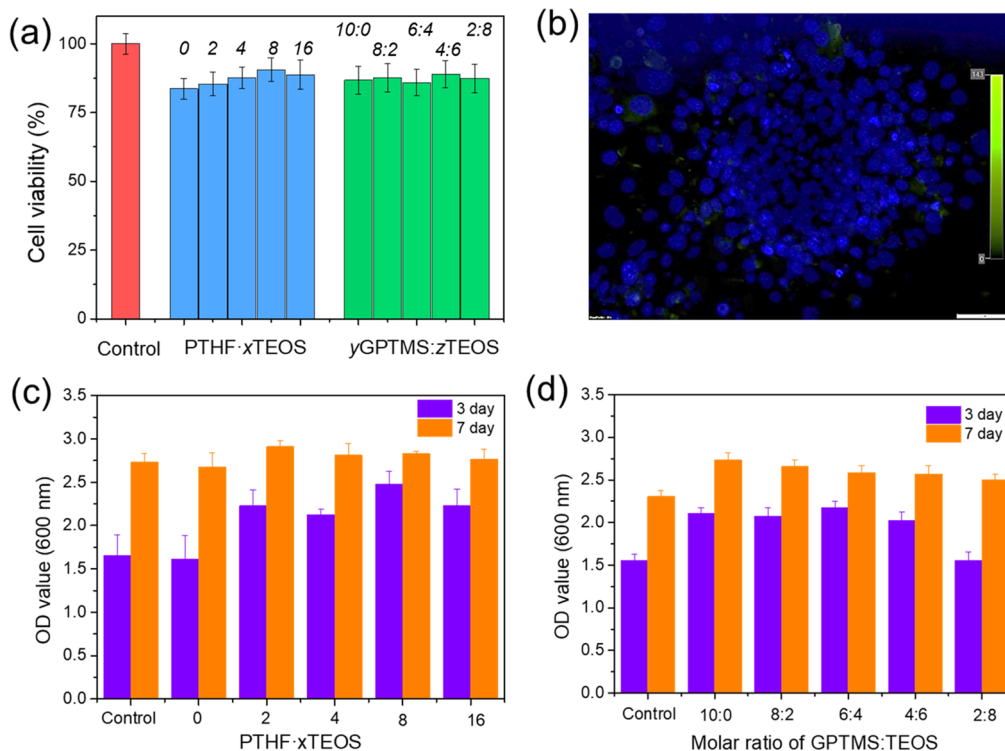 (a)
Cell viability (%)
100
75
50
25
0
0 2 4 8 16
10:0 6:4 2:8
8:2 4:6
Control PTHF·xTEOS yGPTMS:zTEOS
(b)
143
0
(c)
OD value (600 nm)
3.5
3.0
2.5
2.0
1.5
1.0
0.5
0.0
3 day
7 day
Control 0 2 4 8 16
PTHF·xTEOS
(d)
OD value (600 nm)
3.5
3.0
2.5
2.0
1.5
1.0
0.5
0.0
3 day
7 day
Control 10:0 8:2 6:4 4:6 2:8
Molar ratio of GPTMS:TEOS